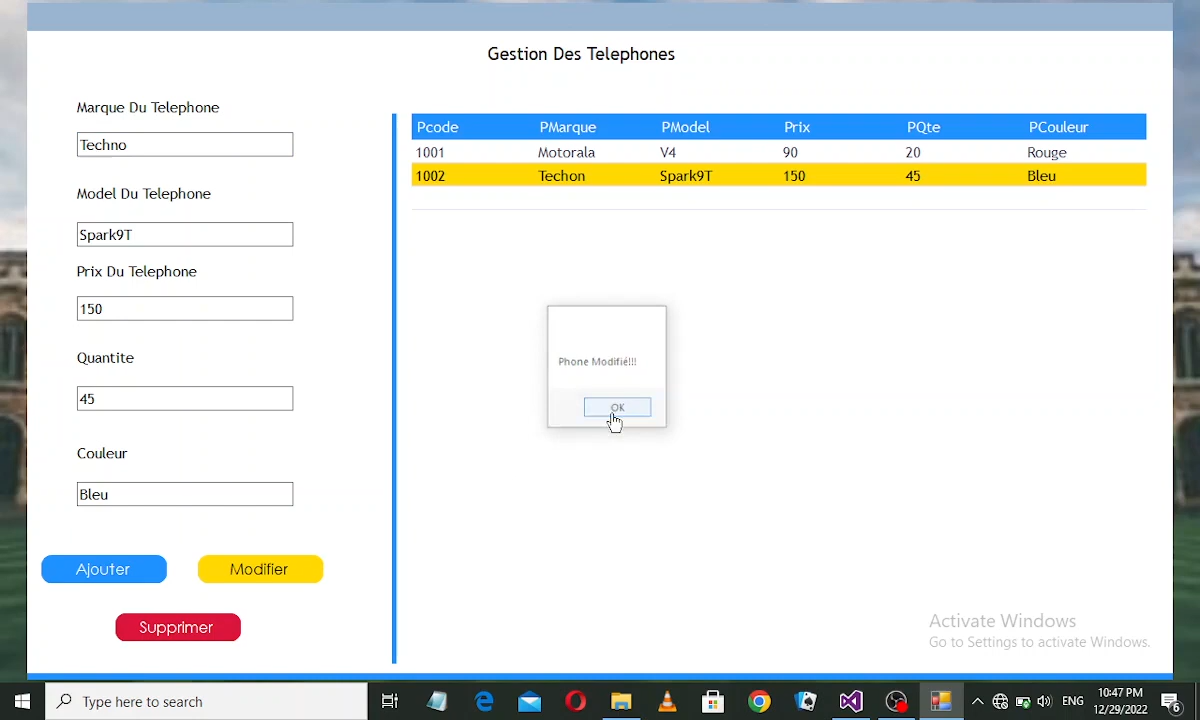 Gestion Des Telephones
Marque Du Telephone
Techno
Model Du Telephone
Spark9T
Prix Du Telephone
150
Quantite
45
Couleur
Bleu
Ajouter Modifier
Supprimer
Pcode PMarque PModel Prix PQte PCouleur
1001 Motorala V4 90 20 Rouge
1002 Techon Spark9T 150 45 Bleu
Phone Modifié!!!
OK
Activate Windows
Go to Settings to activate Windows.
Type here to search
ENG
10:47 PM
12/29/2022
6